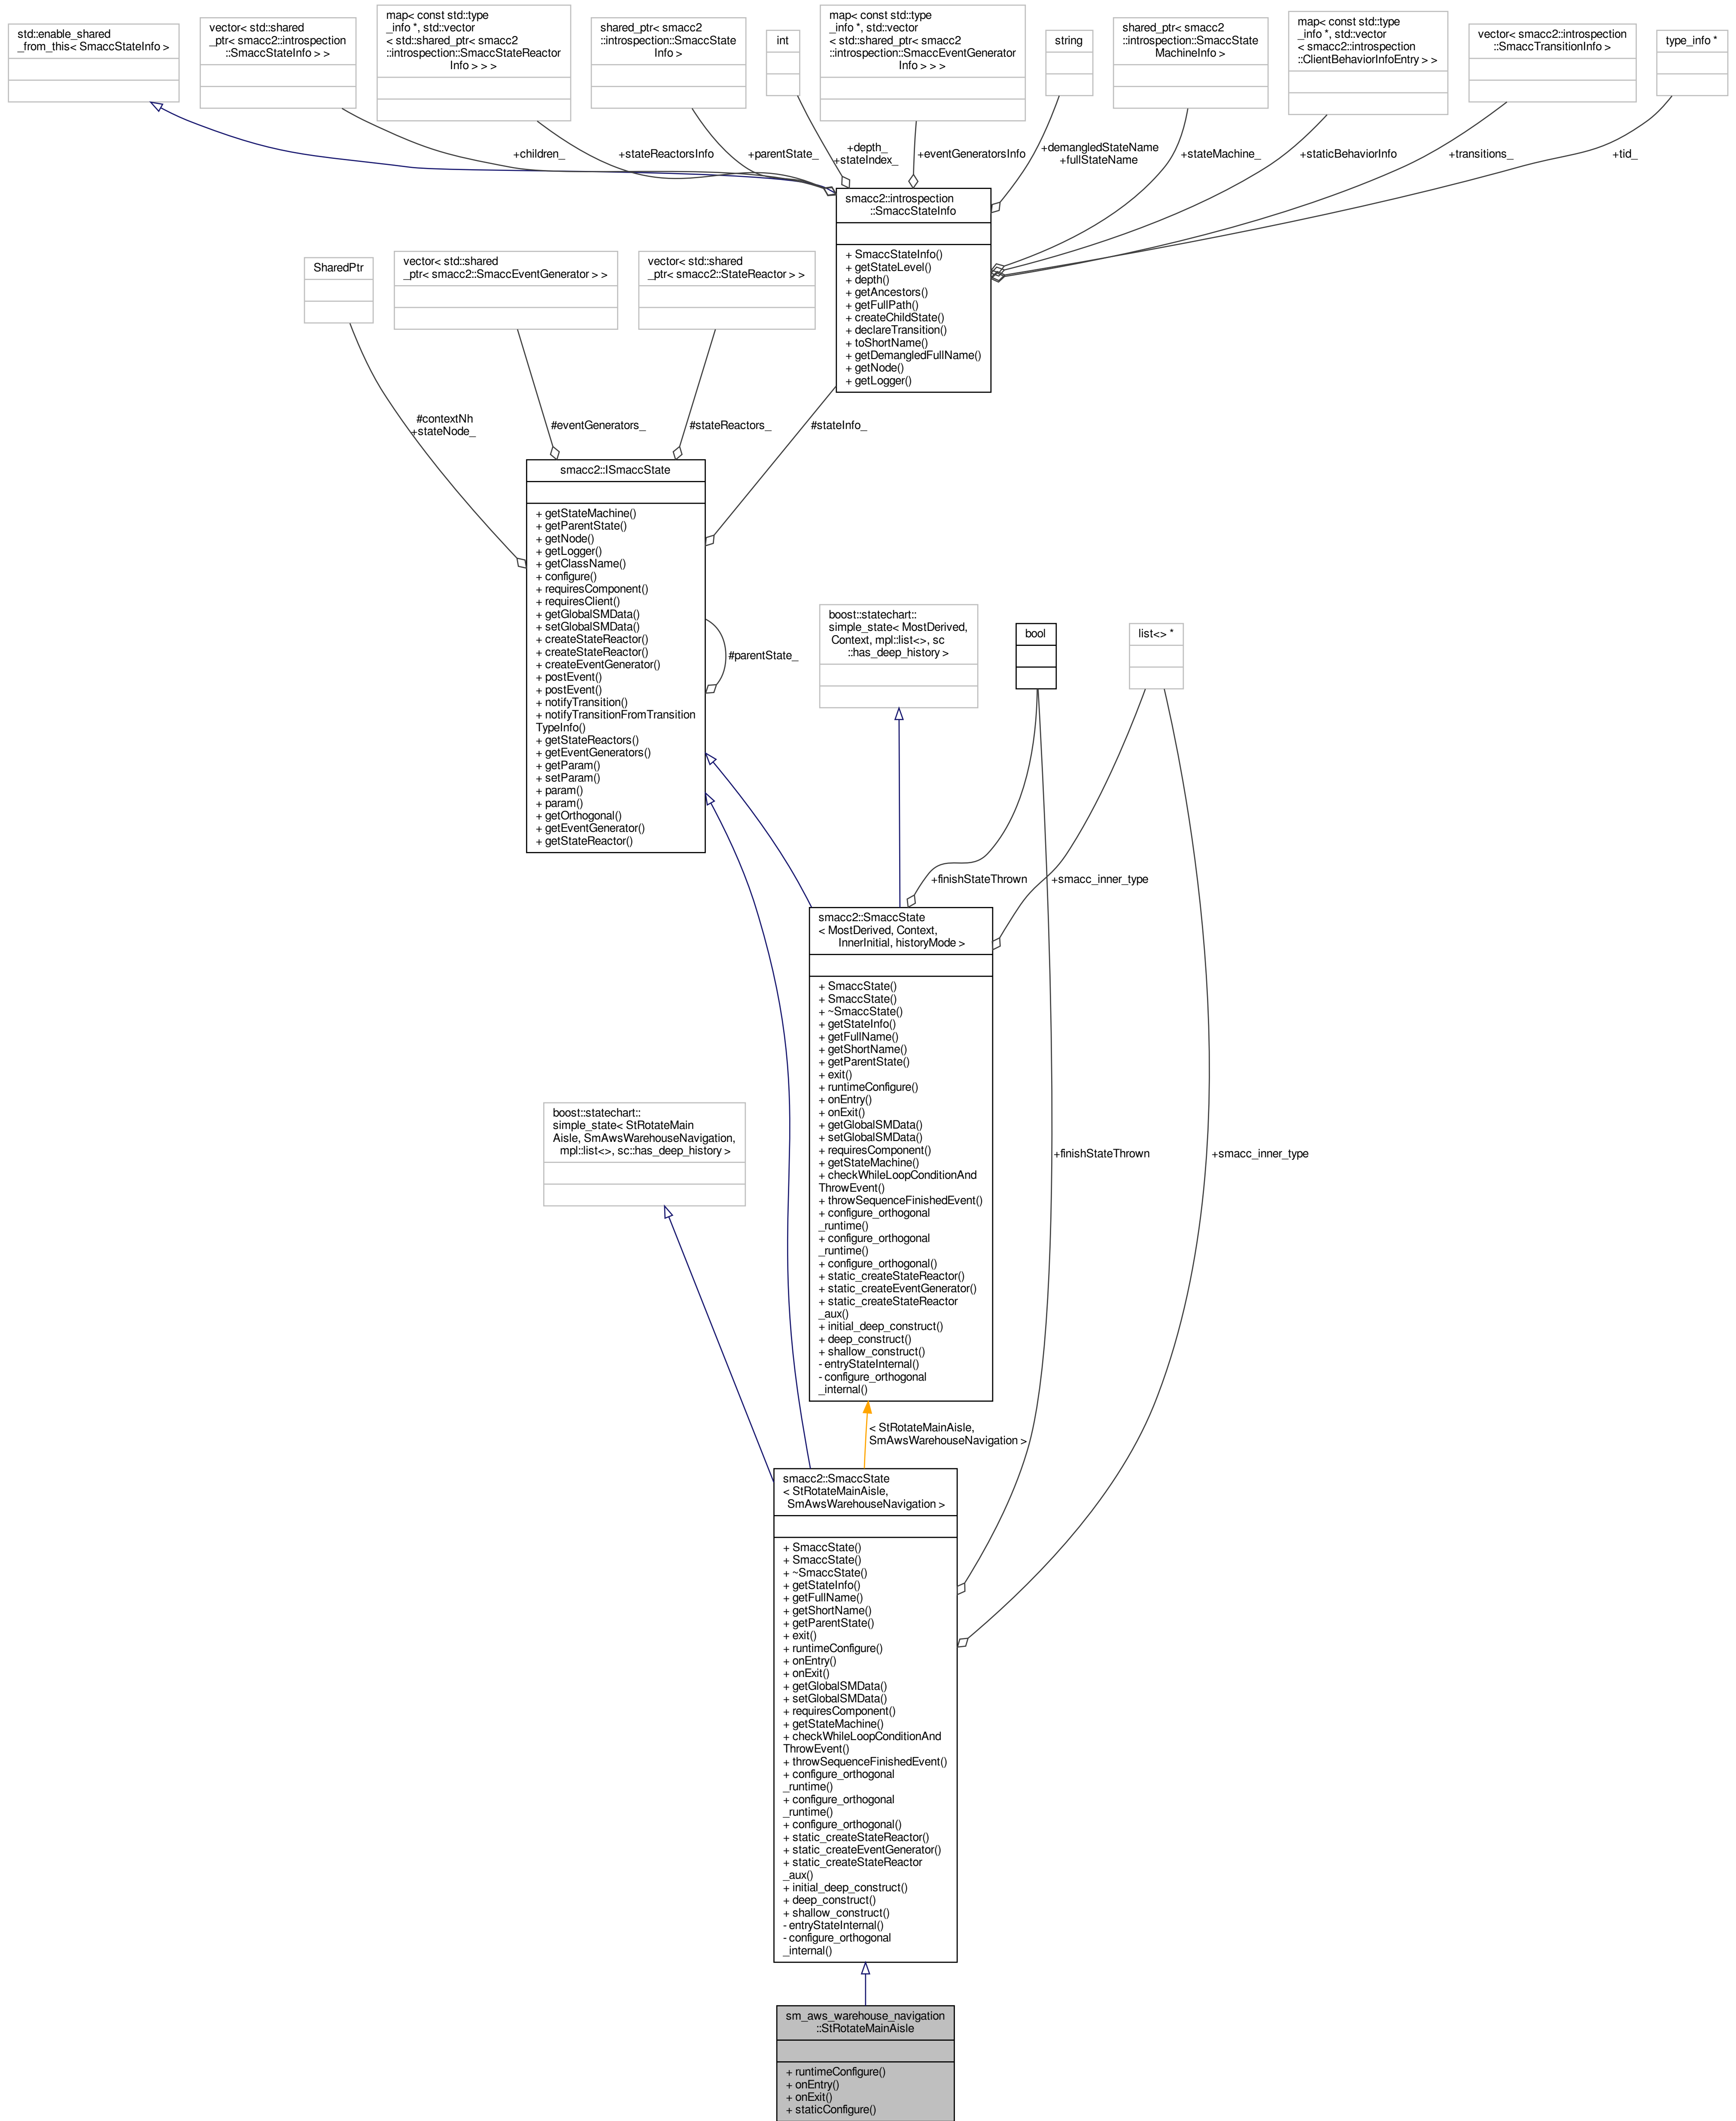 std::enable_shared
_from_this< SmaccStateInfo >
vector< std::shared
_ptr< smacc2::introspection
::SmaccStateInfo > >
map< const std::type
_info *, std::vector
< std::shared_ptr< smacc2
::introspection::SmaccStateReactor
Info > > >
shared_ptr< smacc2
::introspection::SmaccState
Info >
int
map< const std::type
_info *, std::vector
< std::shared_ptr< smacc2
::introspection::SmaccEventGenerator
Info > > >
string
shared_ptr< smacc2
::introspection::SmaccState
MachineInfo >
map< const std::type
_info *, std::vector
< smacc2::introspection
::ClientBehaviorInfoEntry > >
vector< smacc2::introspection
::SmaccTransitionInfo >
type_info *
+children_
+stateReactorsInfo
+parentState_
+depth_
+stateIndex_
+eventGeneratorsInfo
+demangledStateName
+fullStateName
+stateMachine_
+staticBehaviorInfo
+transitions_
+tid_
smacc2::introspection
::SmaccStateInfo
+ SmaccStateInfo()
+ getStateLevel()
+ depth()
+ getAncestors()
+ getFullPath()
+ createChildState()
+ declareTransition()
+ toShortName()
+ getDemangledFullName()
+ getNode()
+ getLogger()
SharedPtr
vector< std::shared
_ptr< smacc2::SmaccEventGenerator > >
vector< std::shared
_ptr< smacc2::StateReactor > >
#contextNh
+stateNode_
#eventGenerators_
#stateReactors_
#stateInfo_
smacc2::ISmaccState
+ getStateMachine()
+ getParentState()
+ getNode()
+ getLogger()
+ getClassName()
+ configure()
+ requiresComponent()
+ requiresClient()
+ getGlobalSMData()
+ setGlobalSMData()
+ createStateReactor()
+ createStateReactor()
+ createEventGenerator()
+ postEvent()
+ postEvent()
+ notifyTransition()
+ notifyTransitionFromTransition
TypeInfo()
+ getStateReactors()
+ getEventGenerators()
+ getParam()
+ setParam()
+ param()
+ param()
+ getOrthogonal()
+ getEventGenerator()
+ getStateReactor()
#parentState_
boost::statechart::
simple_state< MostDerived,
Context, mpl::list<>, sc
::has_deep_history >
bool
list<> *
+finishStateThrown
+smacc_inner_type
smacc2::SmaccState
< MostDerived, Context,
InnerInitial, historyMode >
+ SmaccState()
+ SmaccState()
+ ~SmaccState()
+ getStateInfo()
+ getFullName()
+ getShortName()
+ getParentState()
+ exit()
+ runtimeConfigure()
+ onEntry()
+ onExit()
+ getGlobalSMData()
+ setGlobalSMData()
+ requiresComponent()
+ getStateMachine()
+ checkWhileLoopConditionAnd
ThrowEvent()
+ throwSequenceFinishedEvent()
+ configure_orthogonal
_runtime()
+ configure_orthogonal
_runtime()
+ configure_orthogonal()
+ static_createStateReactor()
+ static_createEventGenerator()
+ static_createStateReactor
_aux()
+ initial_deep_construct()
+ deep_construct()
+ shallow_construct()
- entryStateInternal()
- configure_orthogonal
_internal()
boost::statechart::
simple_state< StRotateMain
Aisle, SmAwsWarehouseNavigation,
mpl::list<>, sc::has_deep_history >
+finishStateThrown
+smacc_inner_type
< StRotateMainAisle,
SmAwsWarehouseNavigation >
smacc2::SmaccState
< StRotateMainAisle,
SmAwsWarehouseNavigation >
+ SmaccState()
+ SmaccState()
+ ~SmaccState()
+ getStateInfo()
+ getFullName()
+ getShortName()
+ getParentState()
+ exit()
+ runtimeConfigure()
+ onEntry()
+ onExit()
+ getGlobalSMData()
+ setGlobalSMData()
+ requiresComponent()
+ getStateMachine()
+ checkWhileLoopConditionAnd
ThrowEvent()
+ throwSequenceFinishedEvent()
+ configure_orthogonal
_runtime()
+ configure_orthogonal
_runtime()
+ configure_orthogonal()
+ static_createStateReactor()
+ static_createEventGenerator()
+ static_createStateReactor
_aux()
+ initial_deep_construct()
+ deep_construct()
+ shallow_construct()
- entryStateInternal()
- configure_orthogonal
_internal()
sm_aws_warehouse_navigation
::StRotateMainAisle
+ runtimeConfigure()
+ onEntry()
+ onExit()
+ staticConfigure()